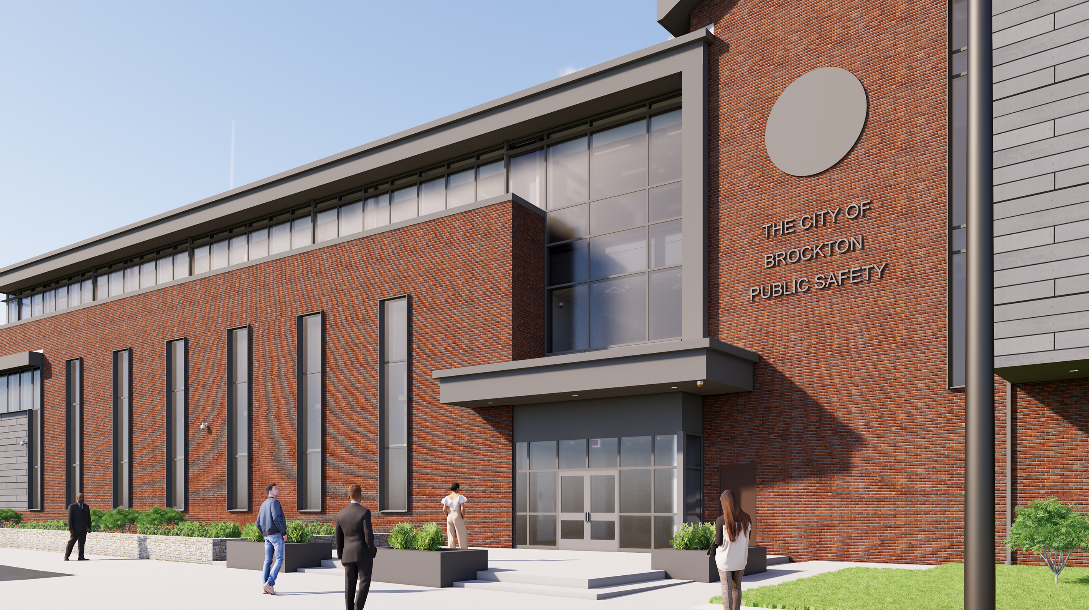 THE CITY OF
BROCKTON
PUBLIC SAFETY